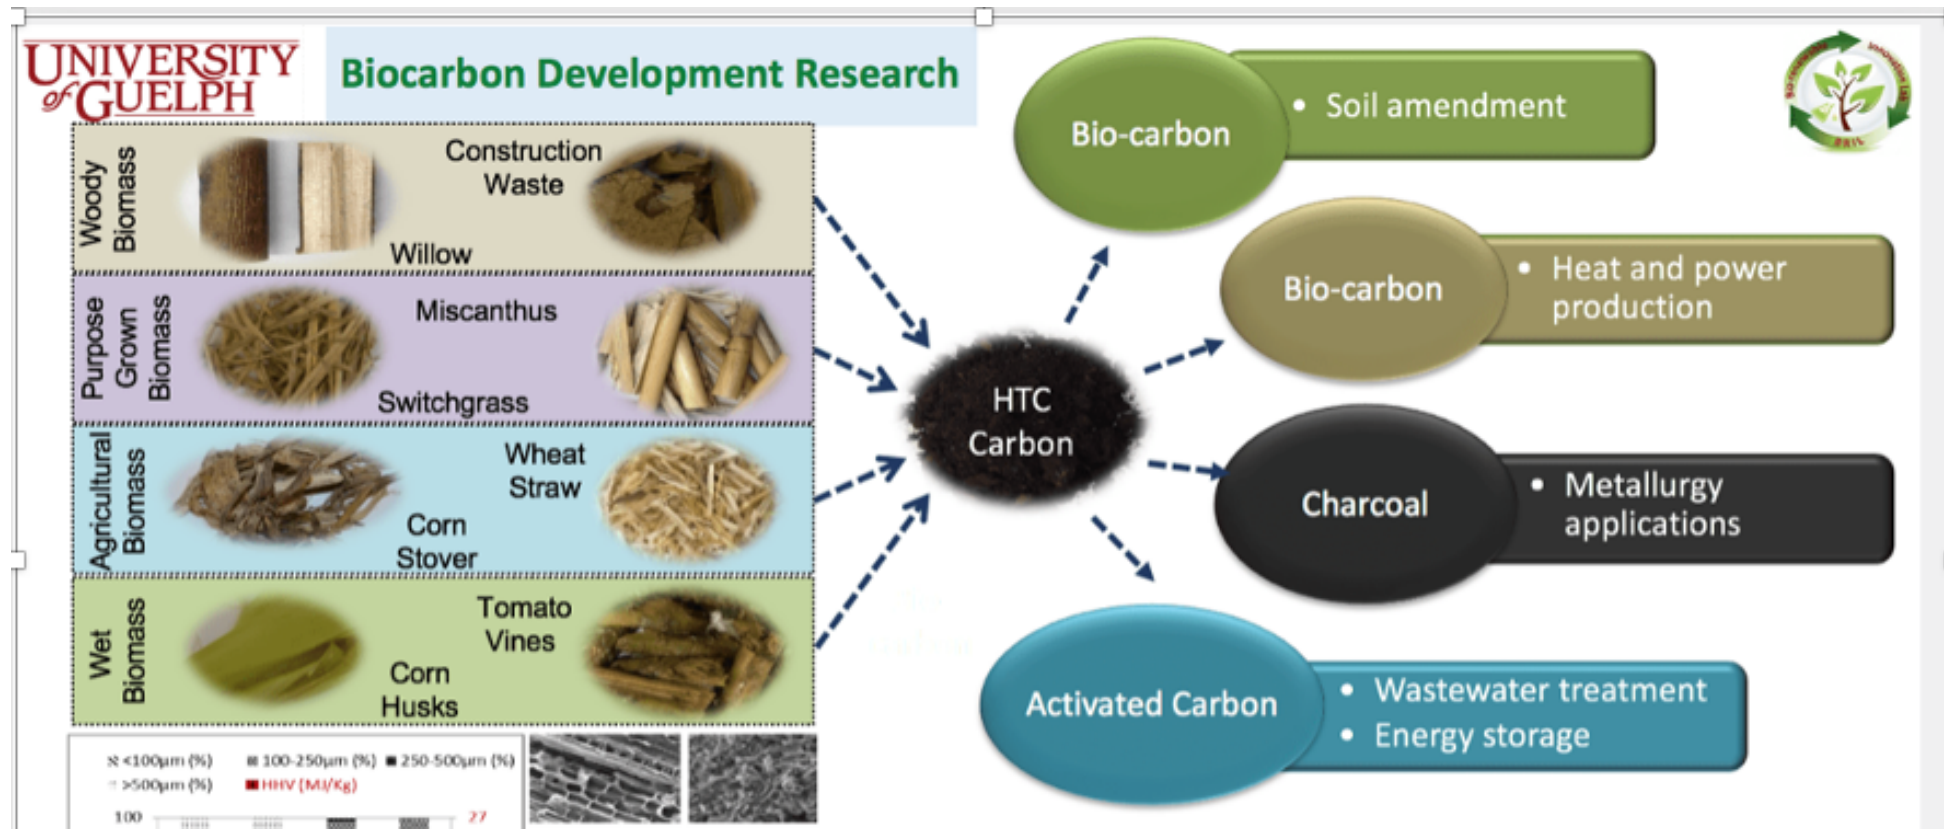 UNIVERSITY
of GUELPH
Biocarbon Development Research
Woody
Biomass
Construction
Waste
Willow
Purpose
Grown
Biomass
Miscanthus
Switchgrass
Agricultural
Biomass
Wheat
Straw
Corn
Stover
Wet
Biomass
Tomato
Vines
Corn
Husks
<100µm (%) 100-250µm (%) 250-500µm (%)
>500µm (%) HHV (MJ/Kg)
100
27
HTC
Carbon
Bio-carbon
• Soil amendment
Bio-carbon
• Heat and power
production
Charcoal
• Metallurgy
applications
Activated Carbon
• Wastewater treatment
• Energy storage